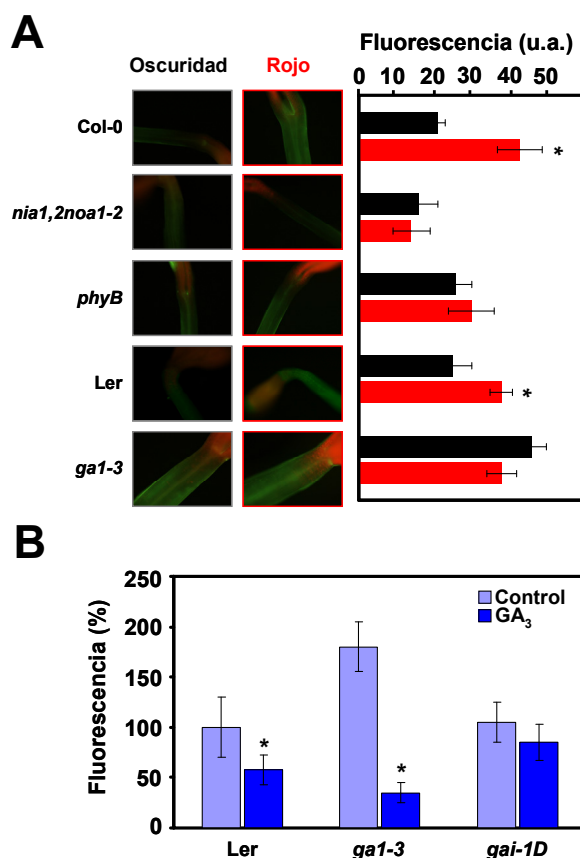 A
Fluorescencia (u.a.)
Oscuridad Rojo
0 10 20 30 40 50
Col-0
*
nia1,2noa1-2
phyB
Ler
*
ga1-3
B
Fluorescencia (%)
250
200
150
100
50
0
Control
GA₃
*
*
Ler ga1-3 gai-1D